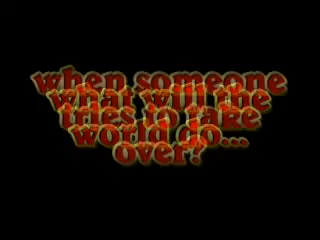 when someone
what will the
tries to take
world do...
over?